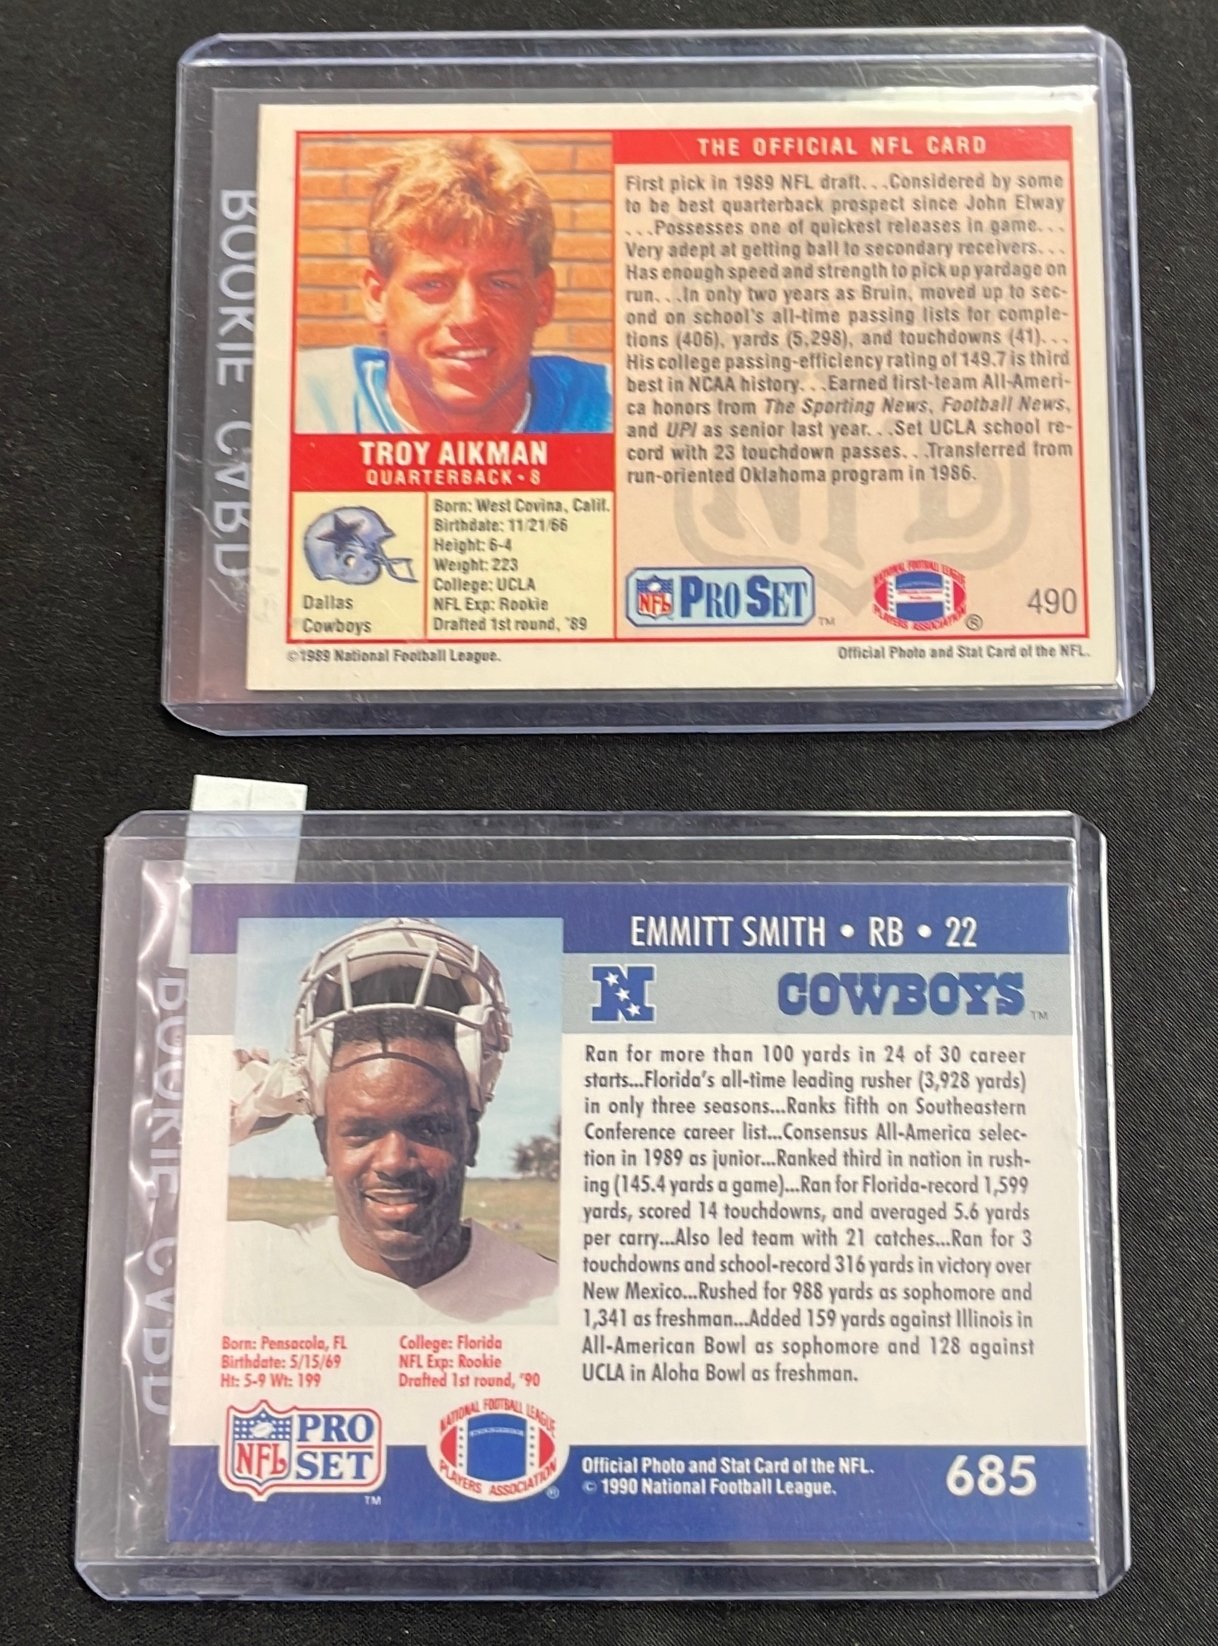 ROOKIE CARD
THE OFFICIAL NFL CARD
First pick in 1989 NFL draft. . .Considered by some
to be best quarterback prospect since John Elway
. . .Possesses one of quickest releases in game. . .
Very adept at getting ball to secondary receivers. . .
Has enough speed and strength to pick up yardage on
run. . .In only two years as Bruin, moved up to sec-
ond on school's all-time passing lists for comple-
tions (406), yards (5,298), and touchdowns (41). . .
His college passing-efficiency rating of 149.7 is third
best in NCAA history. . .Earned first-team All-Ameri-
ca honors from The Sporting News, Football News,
and UPI as senior last year. . .Set UCLA school re-
cord with 23 touchdown passes. . .Transferred from
run-oriented Oklahoma program in 1986.
TROY AIKMAN
QUARTERBACK • 8
Dallas
Cowboys
Born: West Covina, Calif.
Birthdate: 11/21/66
Height: 6-4
Weight: 223
College: UCLA
NFL Exp: Rookie
Drafted 1st round, '89
NFL
NFL PRO SET ™
NATIONAL FOOTBALL LEAGUE
PLAYERS ASSOCIATION ®
490
©1989 National Football League.
Official Photo and Stat Card of the NFL.
ROOKIE CARD
EMMITT SMITH • RB • 22
N
COWBOYS ™
Ran for more than 100 yards in 24 of 30 career
starts...Florida's all-time leading rusher (3,928 yards)
in only three seasons...Ranks fifth on Southeastern
Conference career list...Consensus All-America selec-
tion in 1989 as junior...Ranked third in nation in rush-
ing (145.4 yards a game)...Ran for Florida-record 1,599
yards, scored 14 touchdowns, and averaged 5.6 yards
per carry...Also led team with 21 catches...Ran for 3
touchdowns and school-record 316 yards in victory over
New Mexico...Rushed for 988 yards as sophomore and
1,341 as freshman...Added 159 yards against Illinois in
All-American Bowl as sophomore and 128 against
UCLA in Aloha Bowl as freshman.
Born: Pensacola, FL
Birthdate: 5/15/69
Ht: 5-9 Wt: 199
College: Florida
NFL Exp: Rookie
Drafted 1st round, '90
NFL PRO SET ™
NATIONAL FOOTBALL LEAGUE
PLAYERS ASSOCIATION ®
Official Photo and Stat Card of the NFL.
© 1990 National Football League.
685